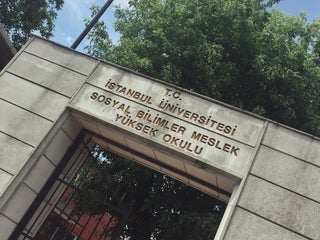 T.C.
İSTANBUL ÜNİVERSİTESİ
SOSYAL BİLİMLER MESLEK
YÜKSEK OKULU